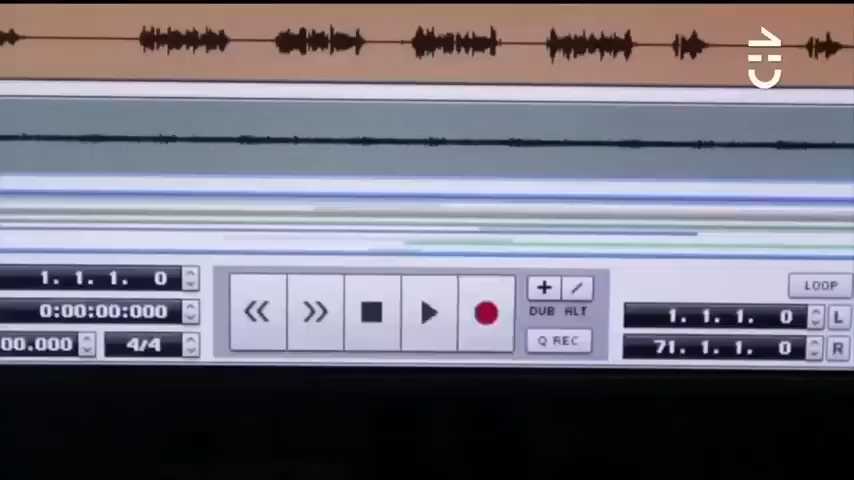 CHV
1. 1. 1. 0
0:00:00:000
00.000
4/4
DUB ALT
Q REC
LOOP
1. 1. 1. 0
L
71. 1. 1. 0
R